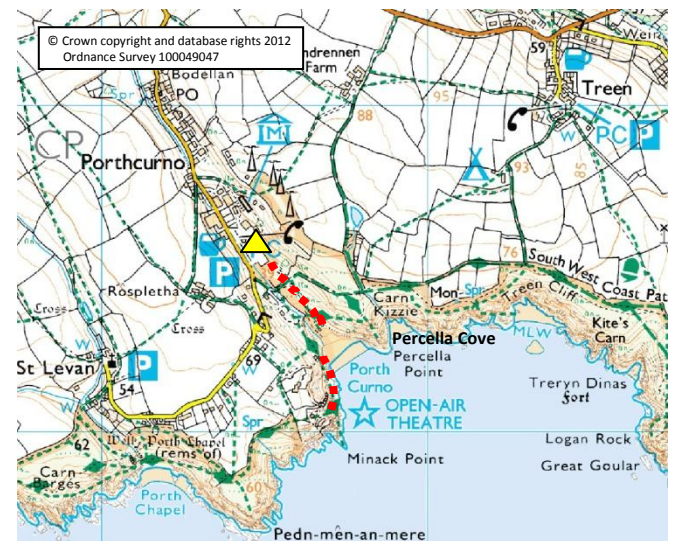 © Crown copyright and database rights 2012
Ordnance Survey 100049047
ndrennen
Farm
Bodellan
PO
Spr
CP
Porthcurno
M
88
95
59
Weir
Treen
PC
P
W
93
85
C
P
Rospletha
Cross
Cross
W
St Levan
P
54
69
W
Spr
62
Well
Porth Chapel
(rems of)
Carn
Barges
Porth
Chapel
60
Pedn-mên-an-mere
Carn
Kizzie
Mon-
Spr
76
South West Coast Pat
Treen Cliff
MLW
Kite's
Carn
Percella Cove
Percella
Point
Porth
Curno
OPEN-AIR
THEATRE
Minack Point
Treryn Dinas
Fort
Logan Rock
Great Goular